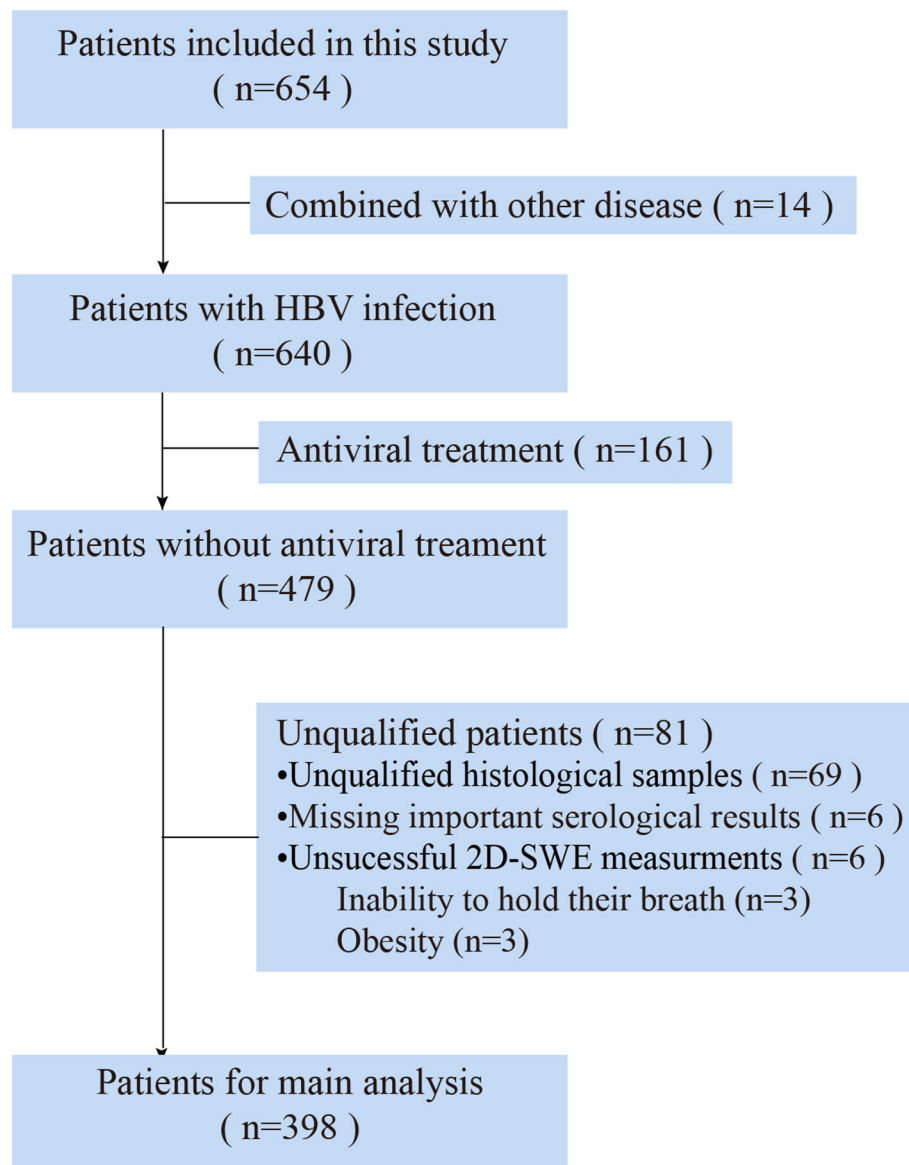 Patients included in this study
( n=654 )
Combined with other disease ( n=14 )
Patients with HBV infection
( n=640 )
Antiviral treatment ( n=161 )
Patients without antiviral treament
( n=479 )
Unqualified patients ( n=81 )
•Unqualified histological samples ( n=69 )
•Missing important serological results ( n=6 )
•Unsucessful 2D-SWE measurments ( n=6 )
Inability to hold their breath (n=3)
Obesity (n=3)
Patients for main analysis
( n=398 )